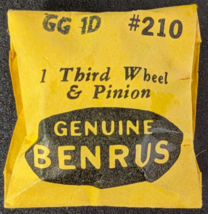 GG 1D #210
1 Third Wheel
& Pinion
GENUINE
BENRUS